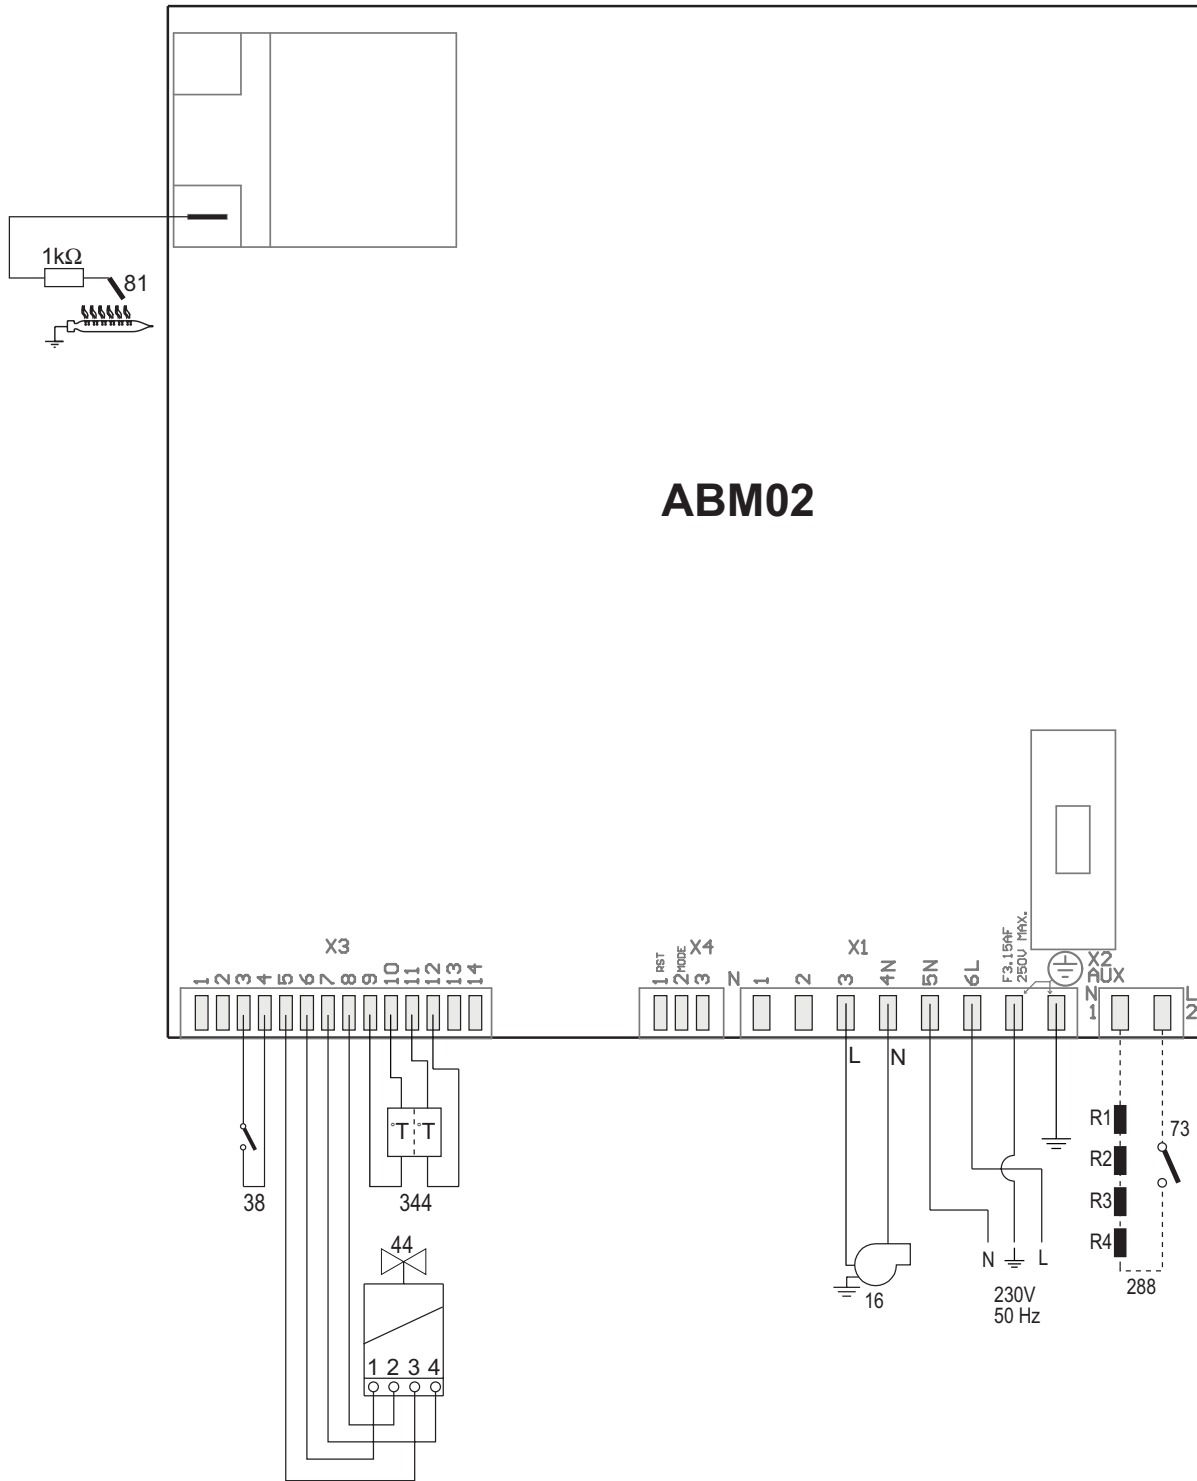 1kΩ
81
ABM02
X3
1 2 3 4 5 6 7 8 9 10 11 12 13 14
X4
1 RST
2 MODE
3
X1
N 1 2 3 4N 5N 6L
F3.15AF
250V MAX.
X2
AUX
N
1
L
2
L N
38
344
44
1 2 3 4
°T °T
16
N L
230V
50 Hz
R1
R2
R3
R4
73
288